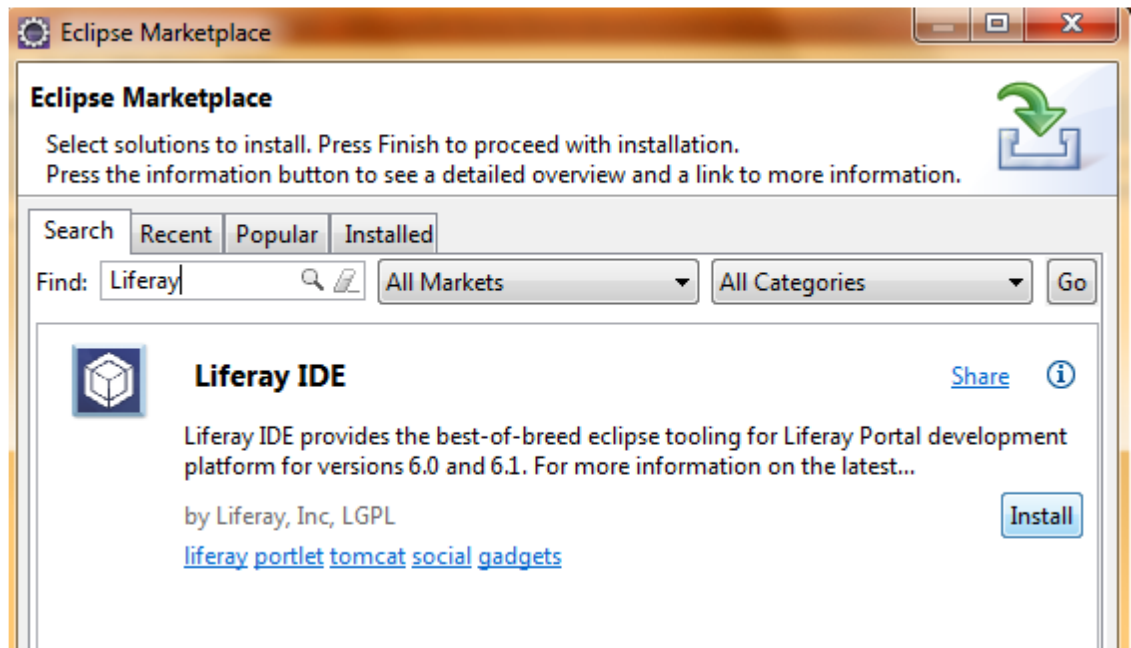 Eclipse Marketplace
Eclipse Marketplace
Select solutions to install. Press Finish to proceed with installation.
Press the information button to see a detailed overview and a link to more information.
Search Recent Popular Installed
Find: Liferay All Markets All Categories Go
Liferay IDE Share
Liferay IDE provides the best-of-breed eclipse tooling for Liferay Portal development
platform for versions 6.0 and 6.1. For more information on the latest...
by Liferay, Inc, LGPL Install
liferay portlet tomcat social gadgets